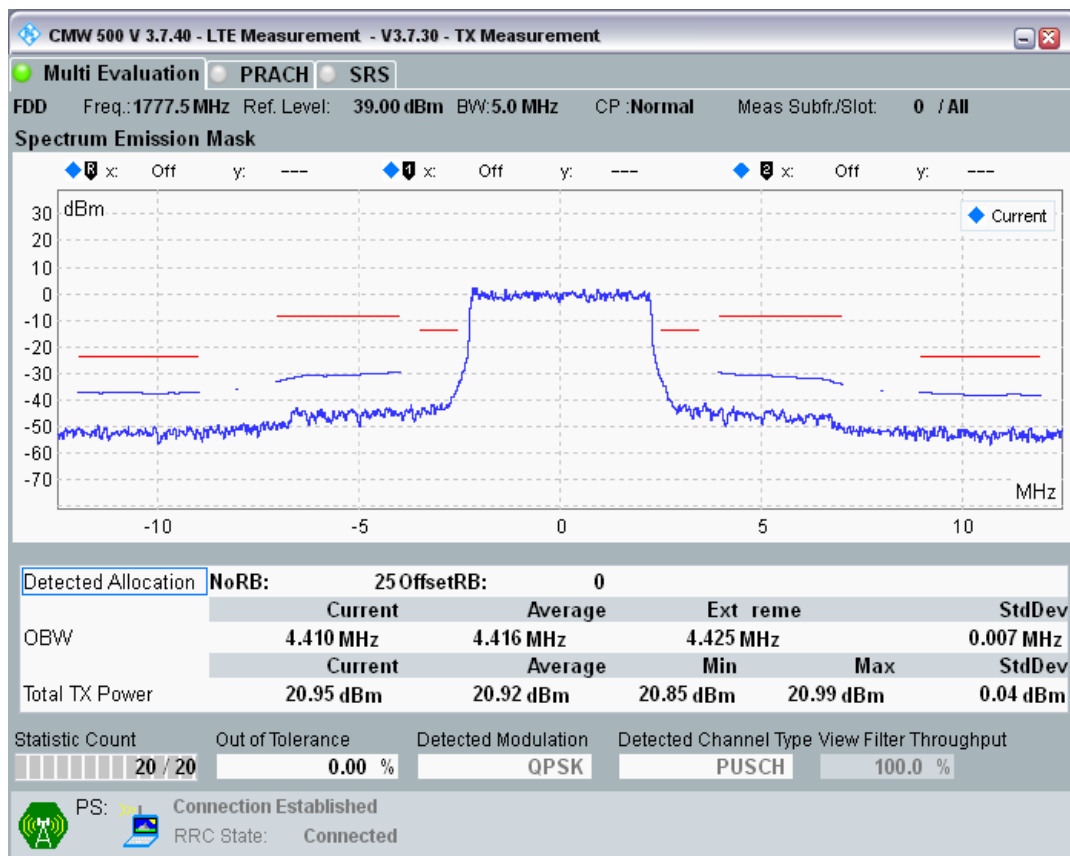 CMW 500 V 3.7.40 - LTE Measurement - V3.7.30 - TX Measurement
Multi Evaluation PRACH SRS
FDD Freq.:1777.5 MHz Ref. Level: 39.00 dBm BW:5.0 MHz CP :Normal Meas Subfr./Slot: 0 / All
Spectrum Emission Mask
R x: Off y: --- 1 x: Off y: --- 2 x: Off y: ---
dBm
Current
30
20
10
0
-10
-20
-30
-40
-50
-60
-70
MHz
-10 -5 0 5 10
Detected Allocation NoRB: 25 OffsetRB: 0
Current Average Ext reme StdDev
OBW 4.410 MHz 4.416 MHz 4.425 MHz 0.007 MHz
Current Average Min Max StdDev
Total TX Power 20.95 dBm 20.92 dBm 20.85 dBm 20.99 dBm 0.04 dBm
Statistic Count Out of Tolerance Detected Modulation Detected Channel Type View Filter Throughput
20 / 20 0.00 % QPSK PUSCH 100.0 %
PS: Connection Established
RRC State: Connected